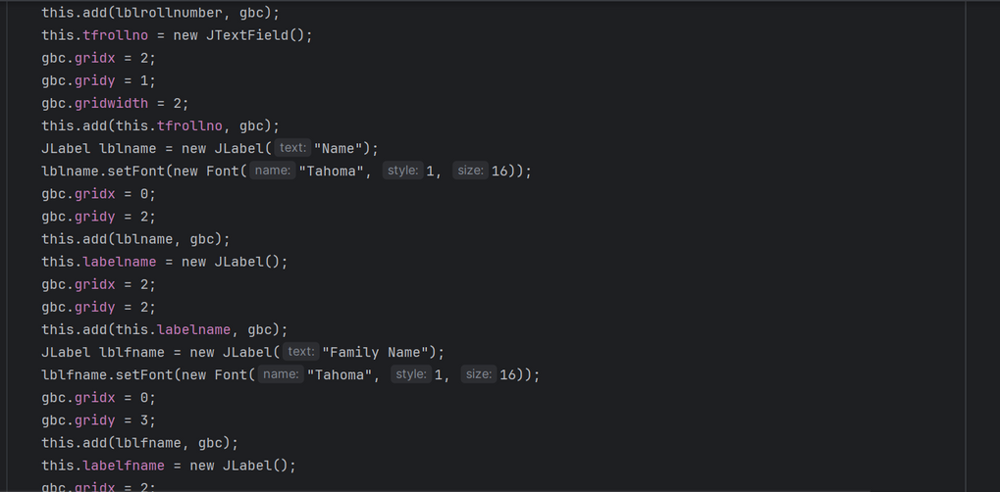 this.add(lblrollnumber, gbc);
this.tfrollno = new JTextField();
gbc.gridx = 2;
gbc.gridy = 1;
gbc.gridwidth = 2;
this.add(this.tfrollno, gbc);
JLabel lblname = new JLabel( text: "Name");
lblname.setFont(new Font( name: "Tahoma", style: 1, size: 16));
gbc.gridx = 0;
gbc.gridy = 2;
this.add(lblname, gbc);
this.labelname = new JLabel();
gbc.gridx = 2;
gbc.gridy = 2;
this.add(this.labelname, gbc);
JLabel lblfname = new JLabel( text: "Family Name");
lblfname.setFont(new Font( name: "Tahoma", style: 1, size: 16));
gbc.gridx = 0;
gbc.gridy = 3;
this.add(lblfname, gbc);
this.labelfname = new JLabel();
gbc.gridx = 2;